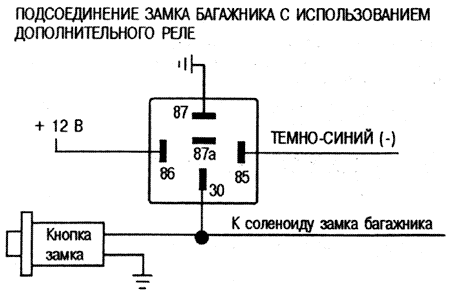 ПОДСОЕДИНЕНИЕ ЗАМКА БАГАЖНИКА С ИСПОЛЬЗОВАНИЕМ
ДОПОЛНИТЕЛЬНОГО РЕЛЕ
87
+ 12 В
ТЕМНО-СИНИЙ (-)
87а
86
85
30
К соленоиду замка багажника
Кнопка
замка